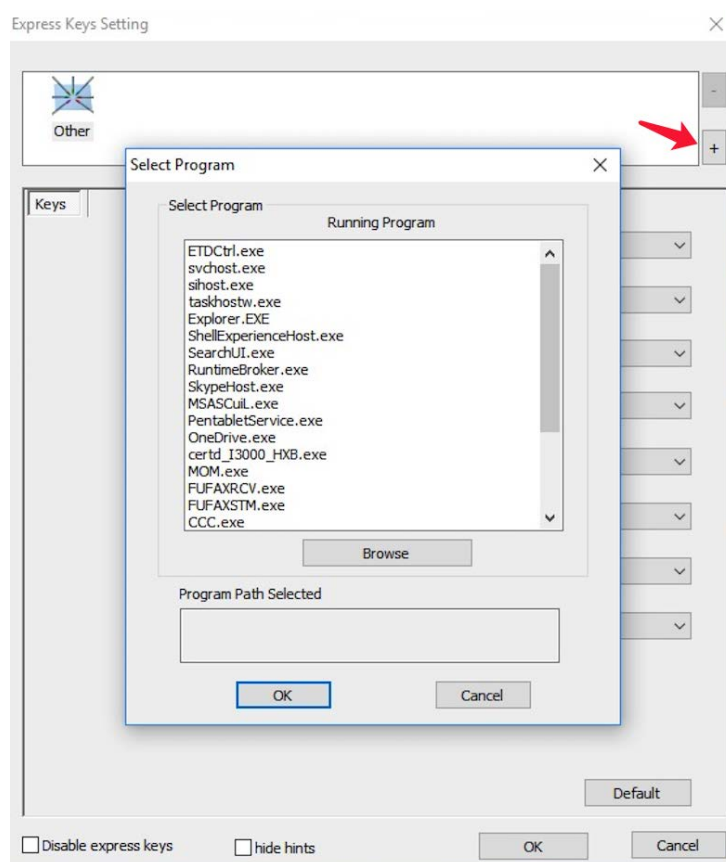 Express Keys Setting
Other
-
+
Select Program
Keys
Select Program
Running Program
ETDCtrl.exe
svchost.exe
sihost.exe
taskhostw.exe
Explorer.EXE
ShellExperienceHost.exe
SearchUI.exe
RuntimeBroker.exe
SkypeHost.exe
MSASCuiL.exe
PentabletService.exe
OneDrive.exe
certd_I3000_HXB.exe
MOM.exe
FUFAXRCV.exe
FUFAXSTM.exe
CCC.exe
Browse
Program Path Selected
OK Cancel
Default
Disable express keys hide hints OK Cancel